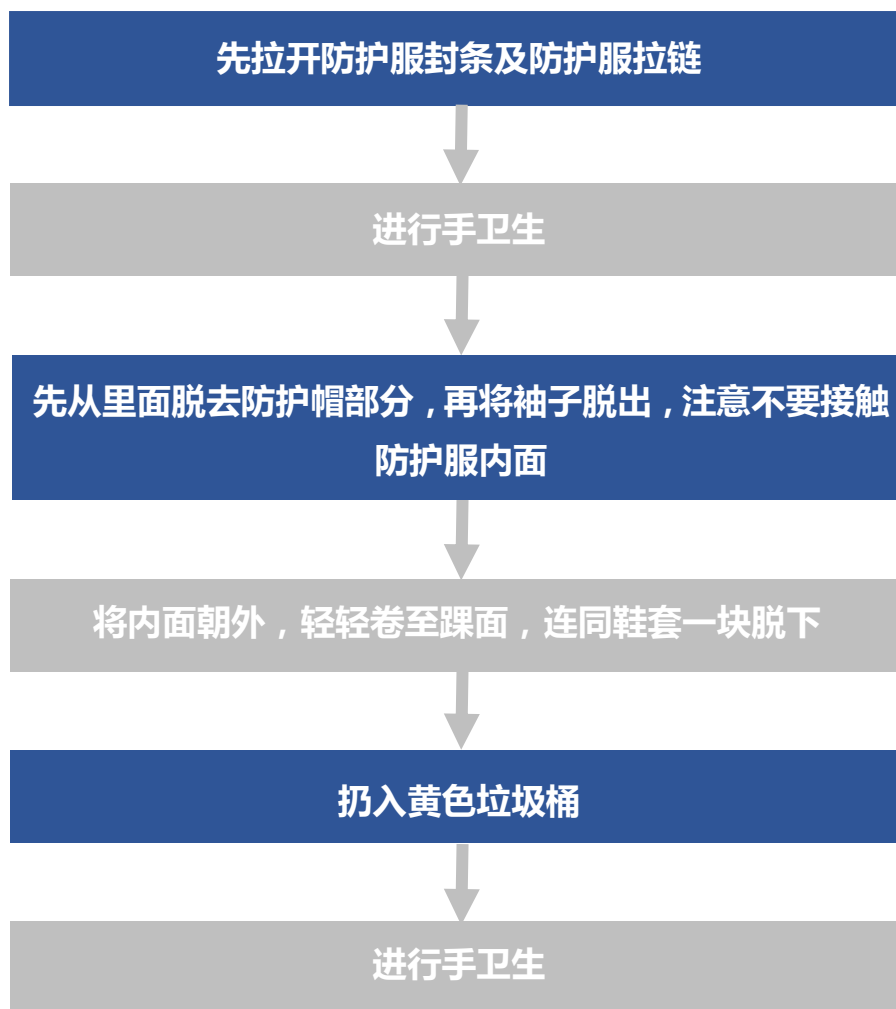 先拉开防护服封条及防护服拉链
进行手卫生
先从里面脱去防护帽部分，再将袖子脱出，注意不要接触
防护服内面
将内面朝外，轻轻卷至踝面，连同鞋套一块脱下
扔入黄色垃圾桶
进行手卫生